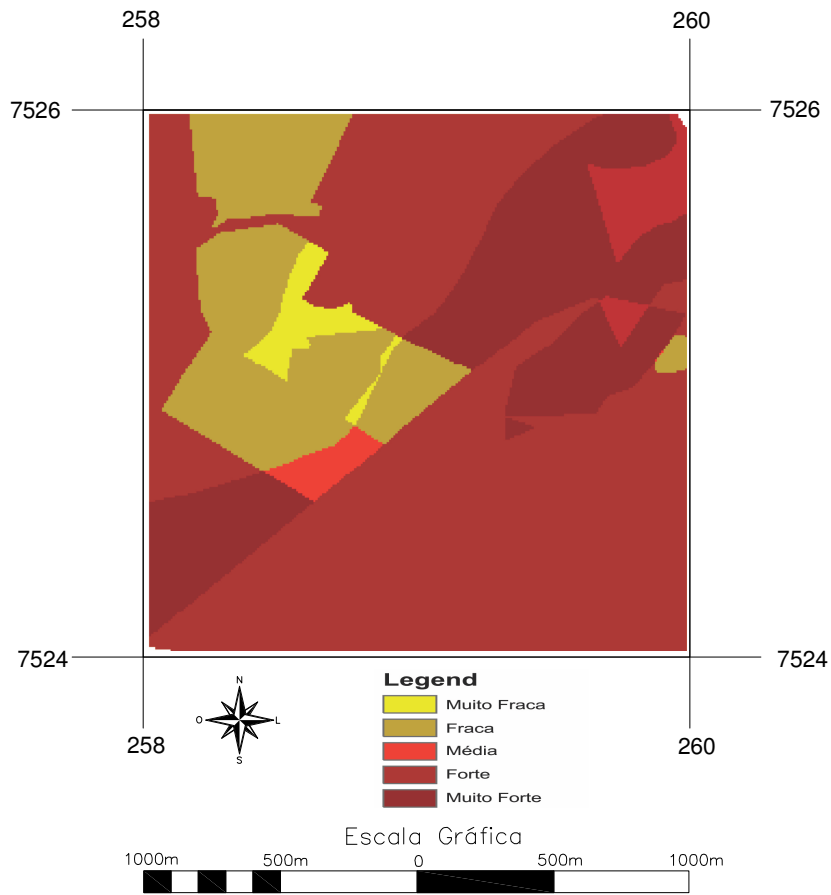 258 260
7526 7526
7524 7524
258 260
N
O L
S
Legend
Muito Fraca
Fraca
Média
Forte
Muito Forte
Escala Gráfica
1000m 500m 0 500m 1000m